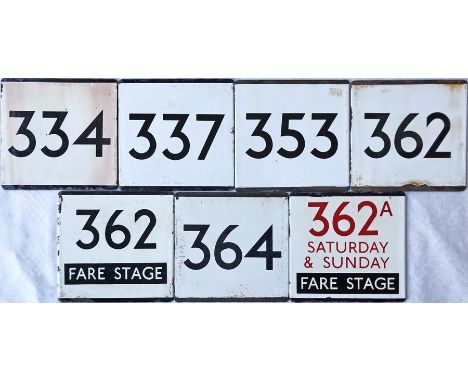 334 337 353 362
362 364 362A
SATURDAY
& SUNDAY
FARE STAGE FARE STAGE